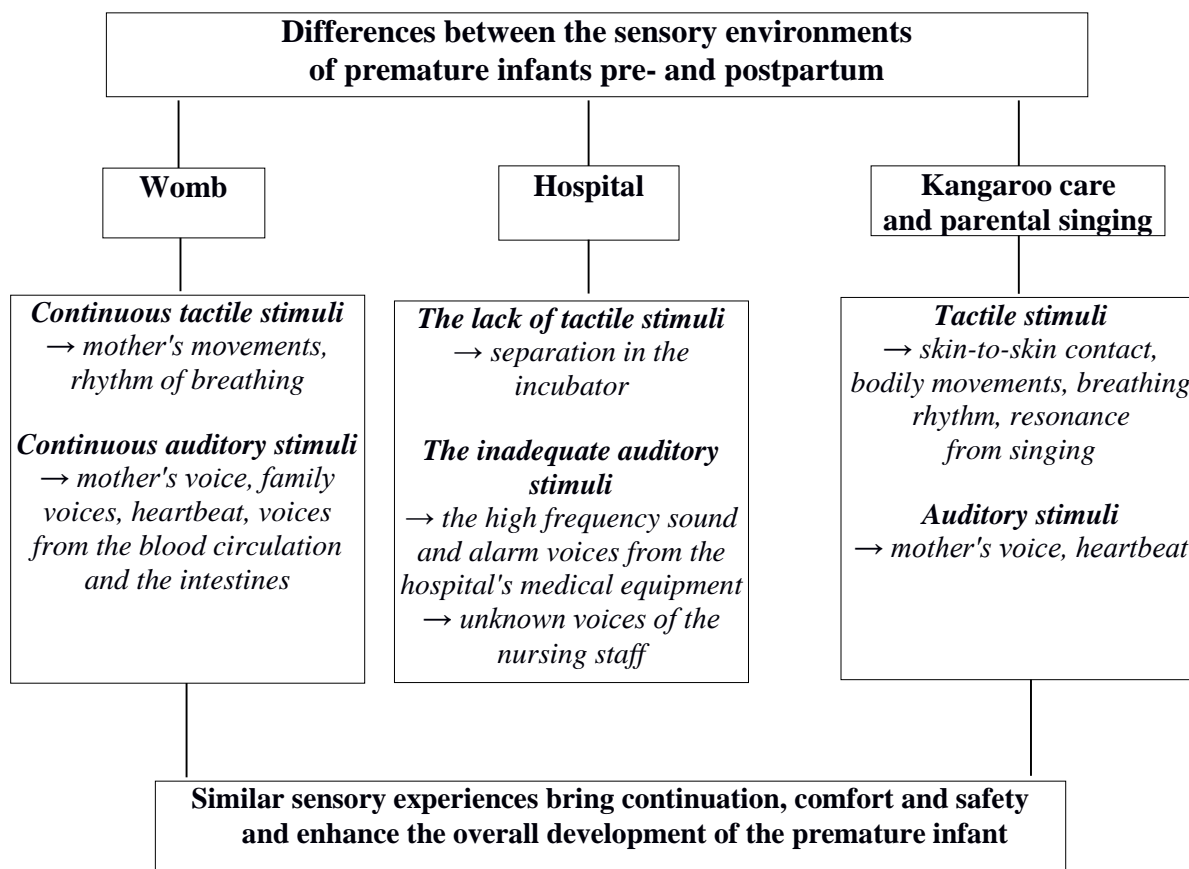 Differences between the sensory environments
of premature infants pre- and postpartum
Womb
Hospital
Kangaroo care
and parental singing
Continuous tactile stimuli
→ mother's movements,
rhythm of breathing
Continuous auditory stimuli
→ mother's voice, family
voices, heartbeat, voices
from the blood circulation
and the intestines
The lack of tactile stimuli
→ separation in the
incubator
The inadequate auditory
stimuli
→ the high frequency sound
and alarm voices from the
hospital's medical equipment
→ unknown voices of the
nursing staff
Tactile stimuli
→ skin-to-skin contact,
bodily movements, breathing
rhythm, resonance
from singing
Auditory stimuli
→ mother's voice, heartbeat
Similar sensory experiences bring continuation, comfort and safety
and enhance the overall development of the premature infant